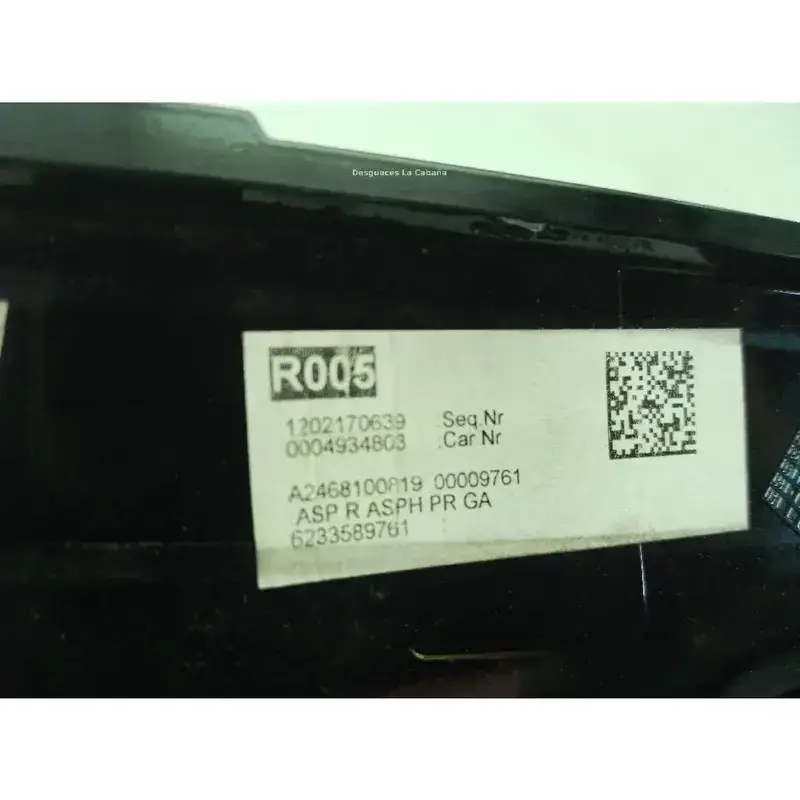 Desguaces La Cabaña
R005
1202170639 :Seq.Nr
0004934803 :Car Nr
A2468100819 00009761
ASP R ASPH PR GA
6233589761